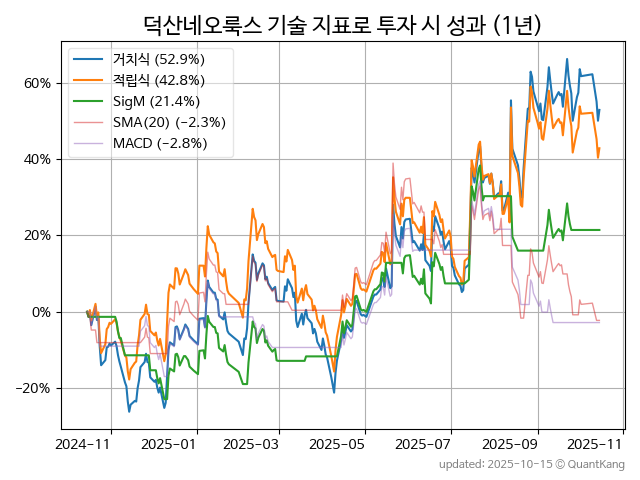 덕산네오룩스 기술 지표로 투자 시 성과 (1년)
거치식 (52.9%)
적립식 (42.8%)
SigM (21.4%)
SMA(20) (−2.3%)
MACD (−2.8%)
60%
40%
20%
0%
−20%
2024-11 2025-01 2025-03 2025-05 2025-07 2025-09 2025-11
updated: 2025-10-15 © QuantKang